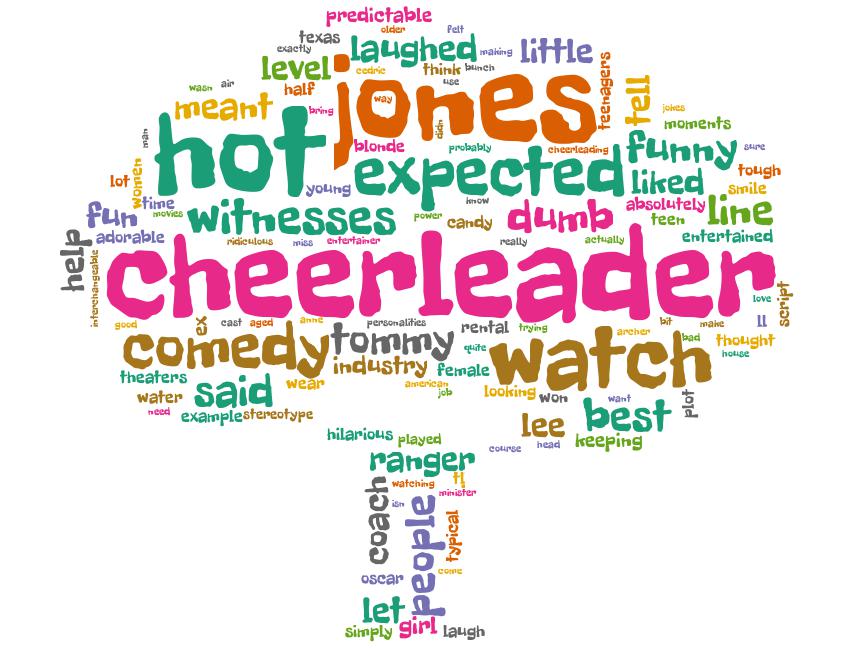 predictable
older felt
texas
exactly
laughed
making
little
level
cedric
think
bunch
use
teenagers
tell
wasn
air
half
meant
bring
jones
way
didn
jokes
moments
man
hot
blonde
probably
cheerleading
funny
sure
lot
women
young
expected
know
liked
tough
smile
time
movies
fun
adorable
witnesses
power
candy
dumb
absolutely
teen
line
entertained
help
interchangeable
ridiculous
miss
entertainer
really
actually
cheerleader
love
script
good
ex
cast
aged
anne
personalities
rental
trying
archer
bit
make
ll
comedy
tommy
quite
watch
bad
thought
house
theaters
industry
female
water
said
wear
american
job
looking
won
want
plot
need
example
stereotype
lee
best
keeping
hilarious
played
course
head
ranger
coach
watching
tl
isn
minister
people
typical
come
oscar
let
simply
girl
laugh